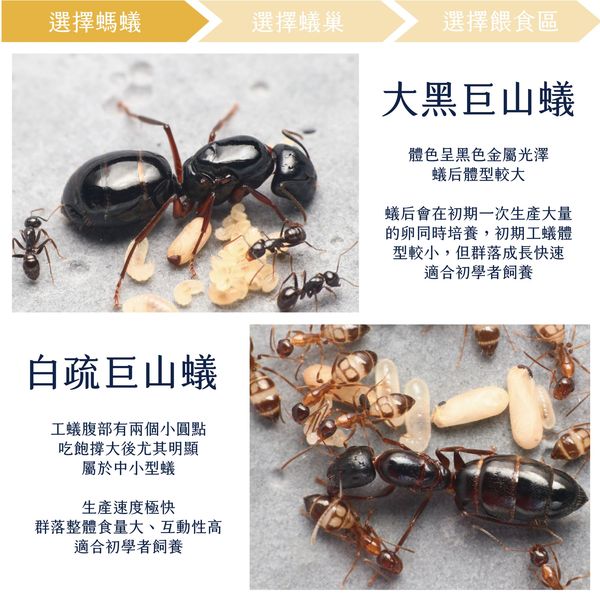 選擇螞蟻
選擇蟻巢
選擇餵食區
大黑巨山蟻
體色呈黑色金屬光澤
蟻后體型較大
蟻后會在初期一次生產大量
的卵同時培養，初期工蟻體
型較小，但群落成長快速
適合初學者飼養
白疏巨山蟻
工蟻腹部有兩個小圓點
吃飽撐大後尤其明顯
屬於中小型蟻
生產速度極快
群落整體食量大、互動性高
適合初學者飼養